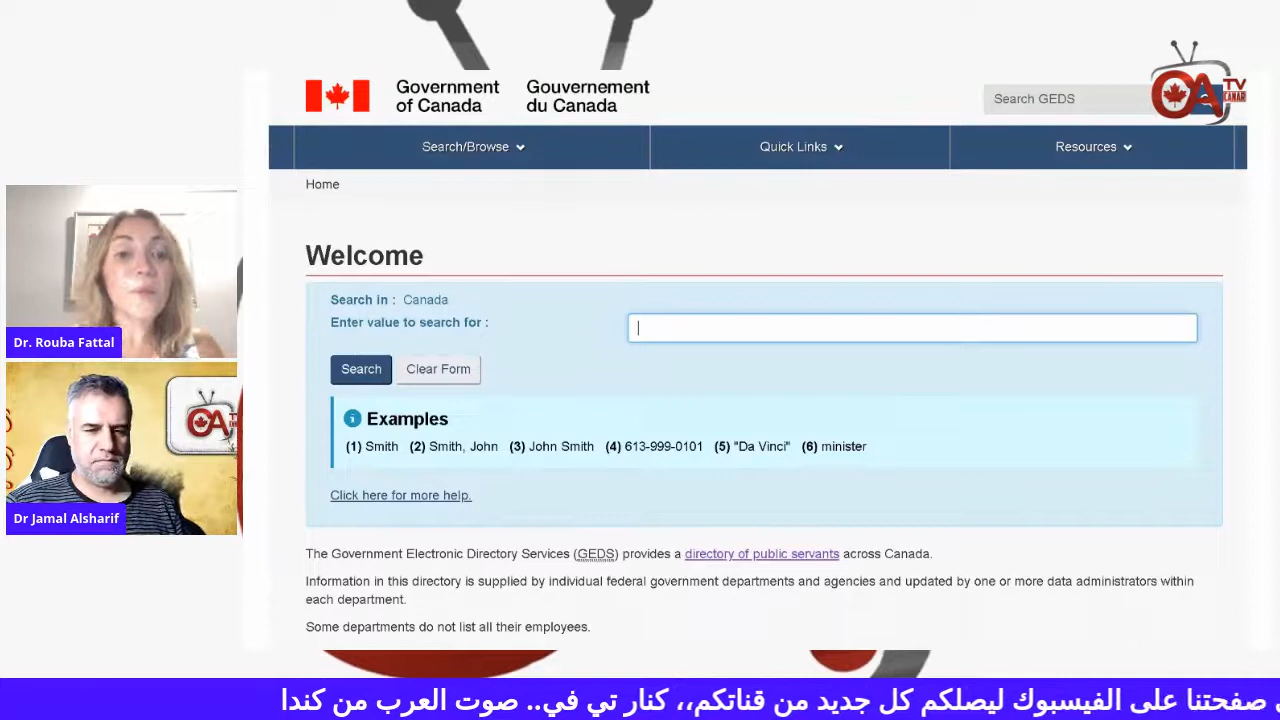 Government
of Canada
Gouvernement
du Canada
Search GEDS
CA TV
CANAR
Search/Browse
Quick Links
Resources
Home
Welcome
Search in : Canada
Enter value to search for :
Search
Clear Form
Examples
(1) Smith (2) Smith, John (3) John Smith (4) 613-999-0101 (5) "Da Vinci" (6) minister
Click here for more help.
The Government Electronic Directory Services (GEDS) provides a directory of public servants across Canada.
Information in this directory is supplied by individual federal government departments and agencies and updated by one or more data administrators within
each department.
Some departments do not list all their employees.
Dr. Rouba Fattal
Dr Jamal Alsharif
صفحتنا على الفيسبوك ليصلكم كل جديد من قناتكم،، كنار تي في.. صوت العرب من كندا